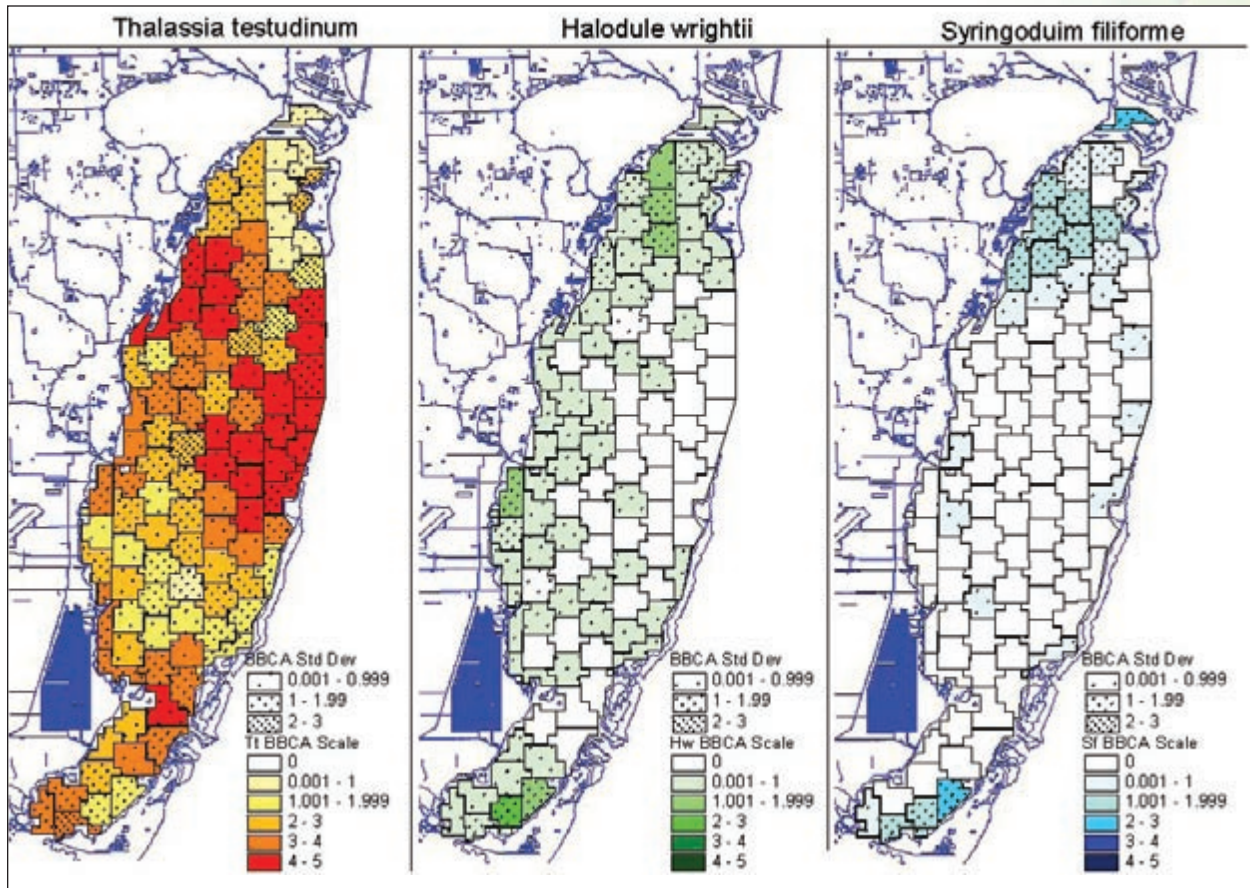 Thalassia testudinum
Halodule wrightii
Syringoduim filiforme
BBCA Std Dev
0.001 - 0.999
1 - 1.99
2 - 3
Tt BBCA Scale
0
0.001 - 1
1.001 - 1.999
2 - 3
3 - 4
4 - 5
BBCA Std Dev
0.001 - 0.999
1 - 1.99
2 - 3
Hw BBCA Scale
0
0.001 - 1
1.001 - 1.999
2 - 3
3 - 4
4 - 5
BBCA Std Dev
0.001 - 0.999
1 - 1.99
2 - 3
Sf BBCA Scale
0
0.001 - 1
1.001 - 1.999
2 - 3
3 - 4
4 - 5